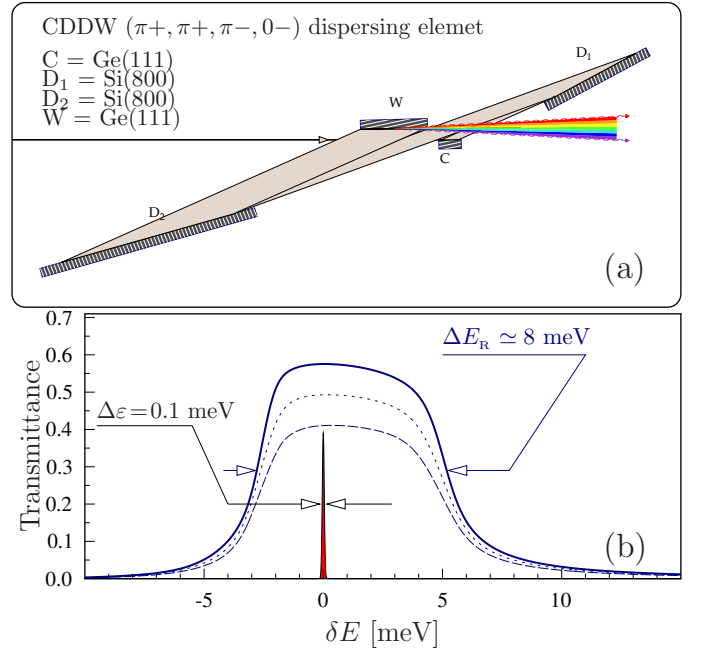 CDDW (π+, π+, π−, 0−) dispersing elemet
C = Ge(111)
D₁ = Si(800)
D₂ = Si(800)
W = Ge(111)
D₁
W
C
D₂
(a)
0.7
0.6
0.5
0.4
0.3
0.2
0.1
0.0
Transmittance
ΔE_R ≃ 8 meV
Δε=0.1 meV
(b)
-5
0
5
10
δE [meV]